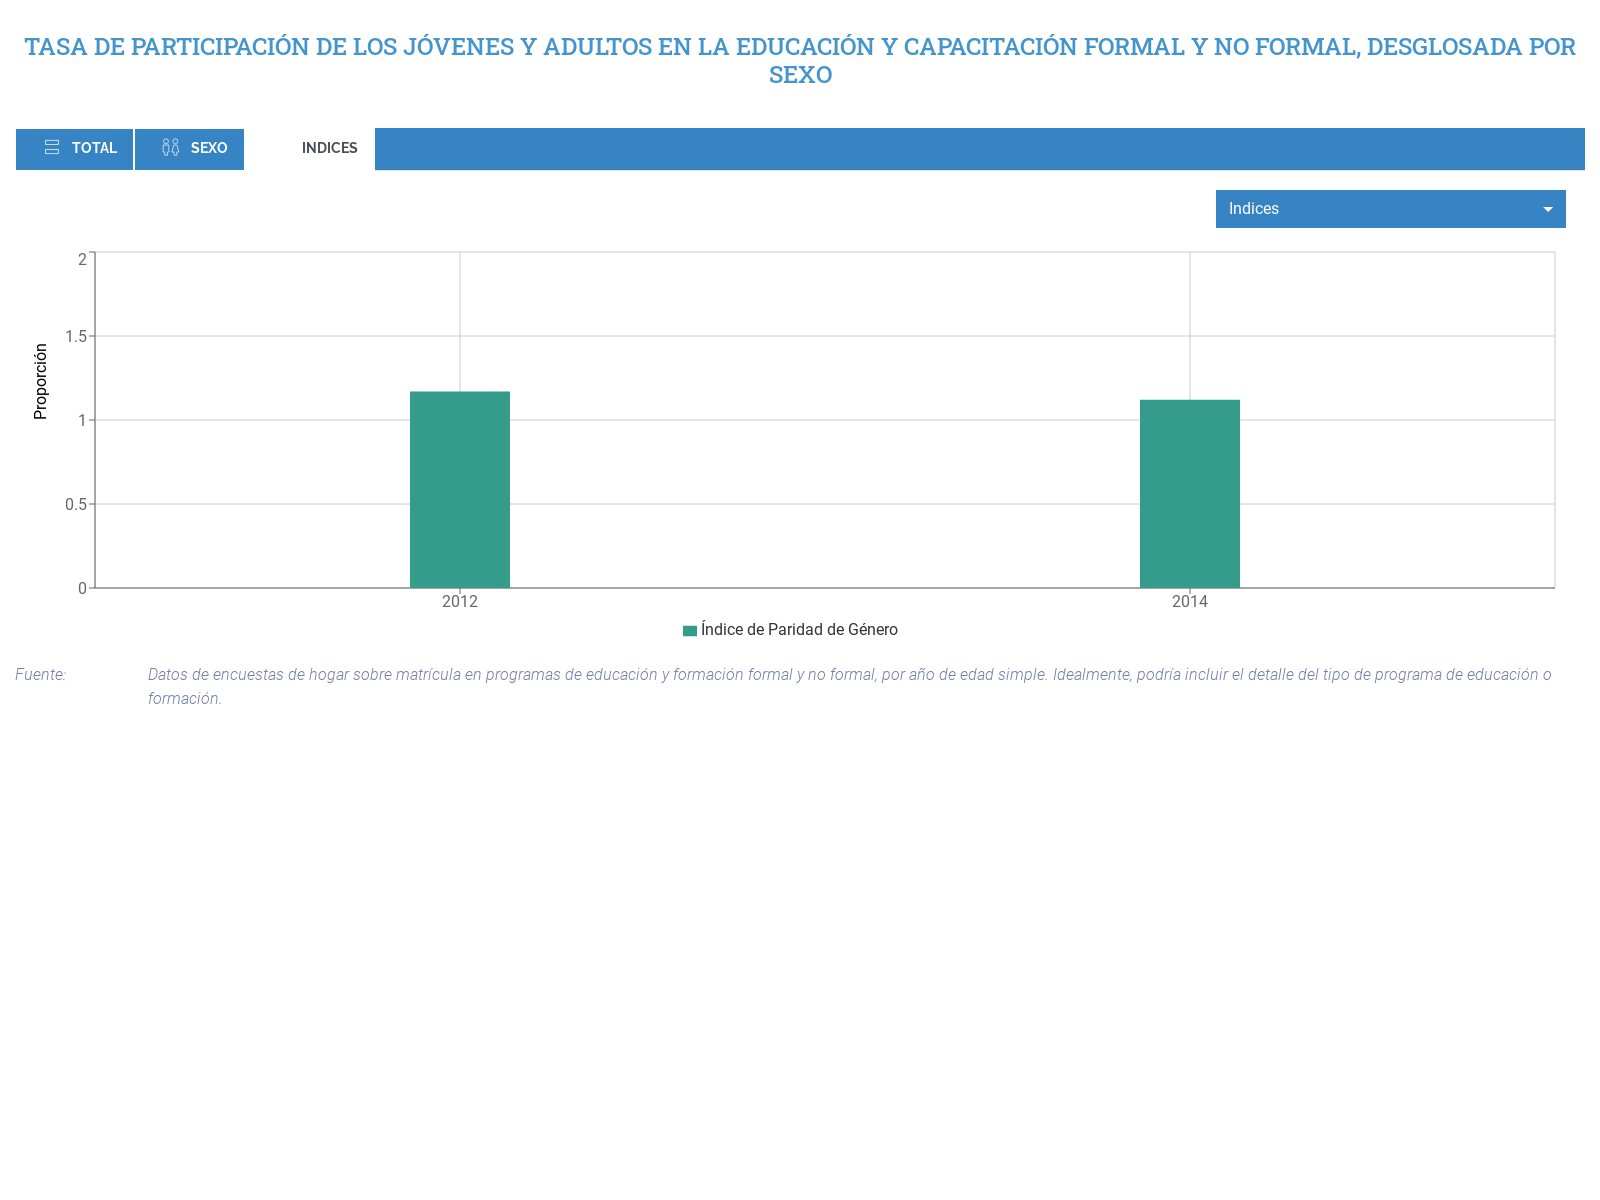 TASA DE PARTICIPACIÓN DE LOS JÓVENES Y ADULTOS EN LA EDUCACIÓN Y CAPACITACIÓN FORMAL Y NO FORMAL, DESGLOSADA POR
SEXO
TOTAL SEXO INDICES
Indices
2
1.5
1
0.5
0
Proporción
2012 2014
Índice de Paridad de Género
Fuente: Datos de encuestas de hogar sobre matrícula en programas de educación y formación formal y no formal, por año de edad simple. Idealmente, podría incluir el detalle del tipo de programa de educación o
formación.